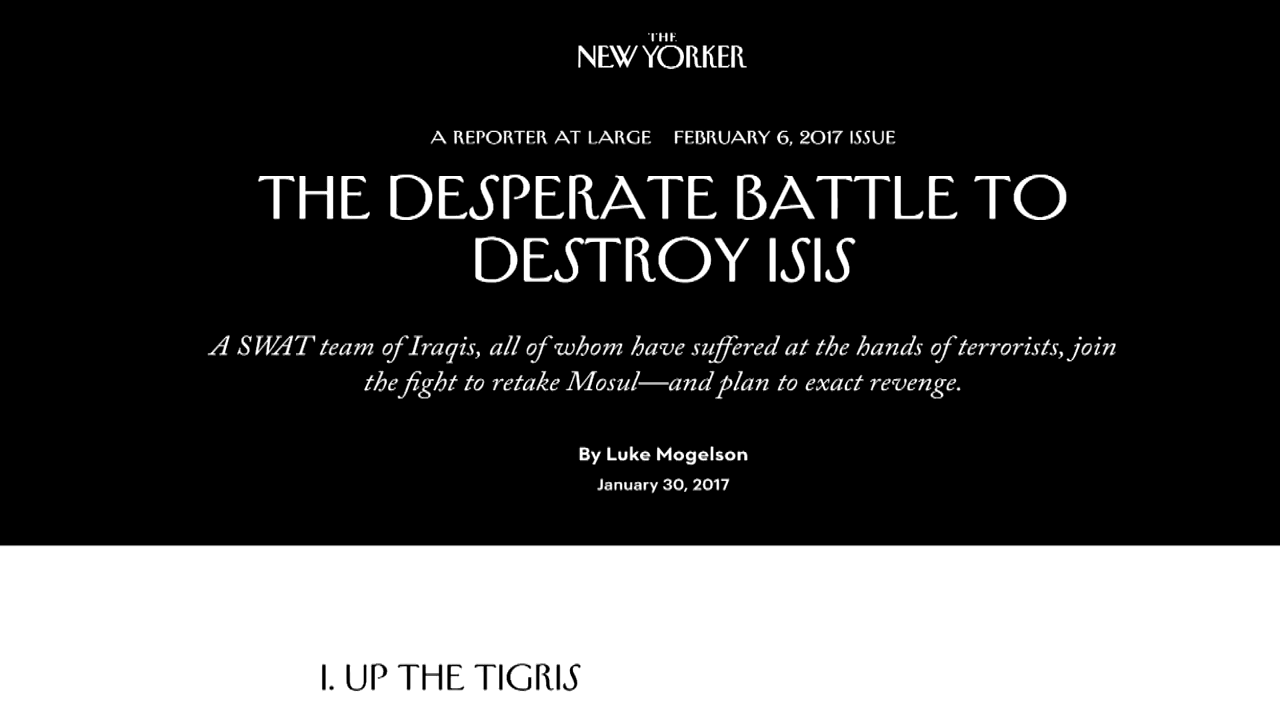 THE
NEW YORKER
A REPORTER AT LARGE FEBRUARY 6, 2017 ISSUE
THE DESPERATE BATTLE TO
DESTROY ISIS
A SWAT team of Iraqis, all of whom have suffered at the hands of terrorists, join
the fight to retake Mosul—and plan to exact revenge.
By Luke Mogelson
January 30, 2017
I. UP THE TIGRIS